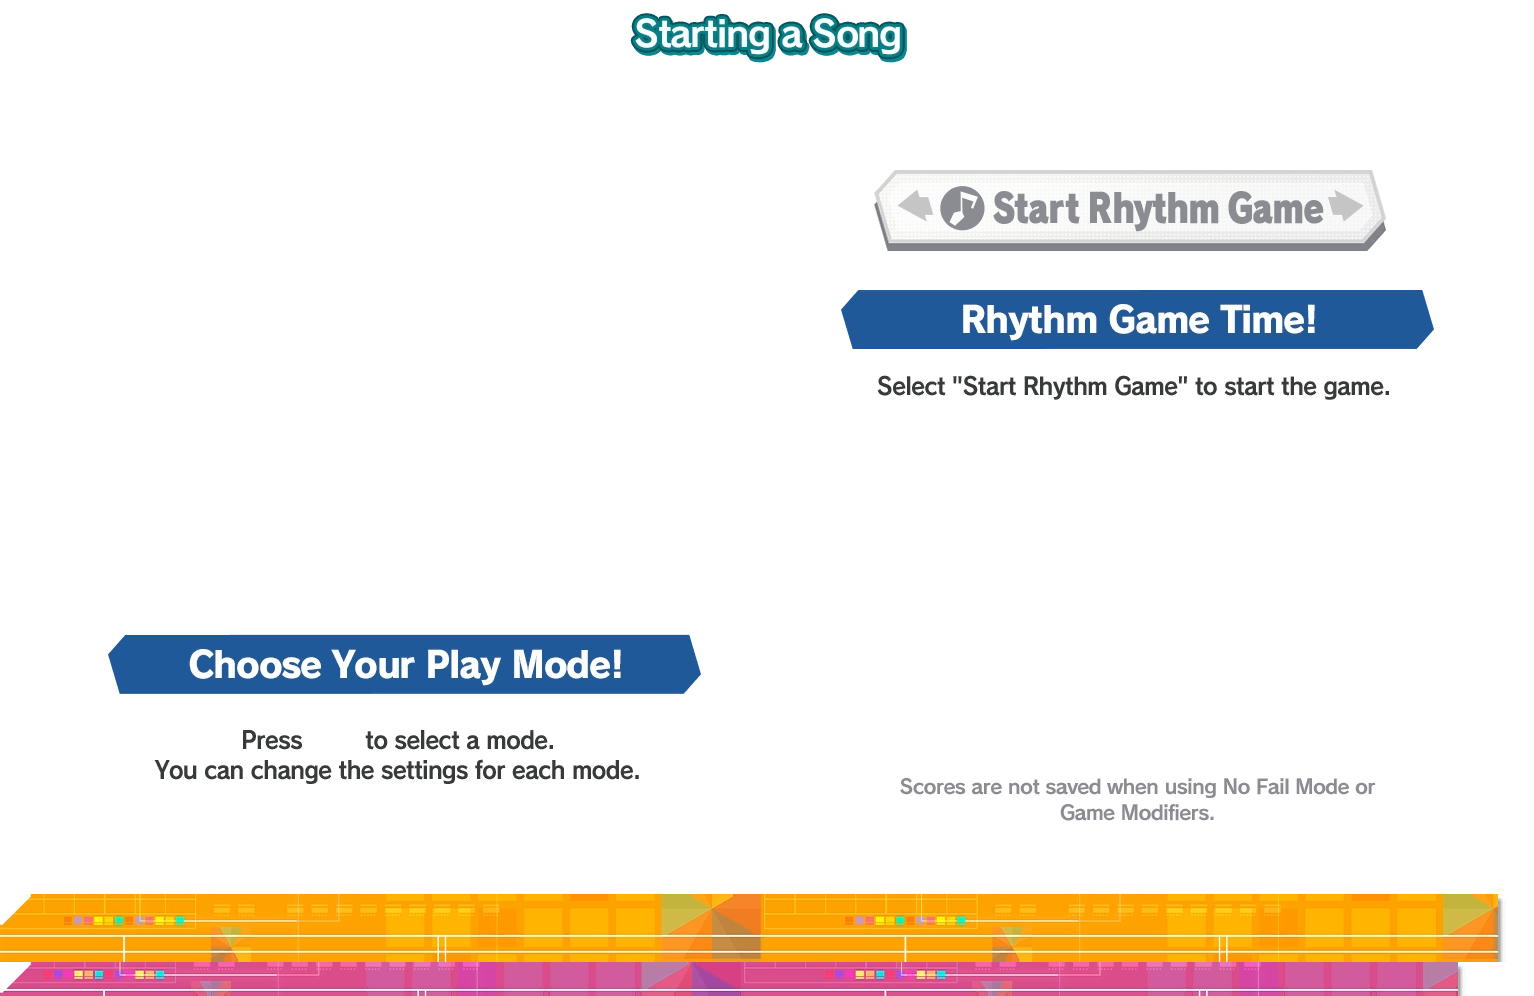 Starting a Song
Start Rhythm Game
Rhythm Game Time!
Select "Start Rhythm Game" to start the game.
Choose Your Play Mode!
Press to select a mode.
You can change the settings for each mode.
Scores are not saved when using No Fail Mode or
Game Modifiers.